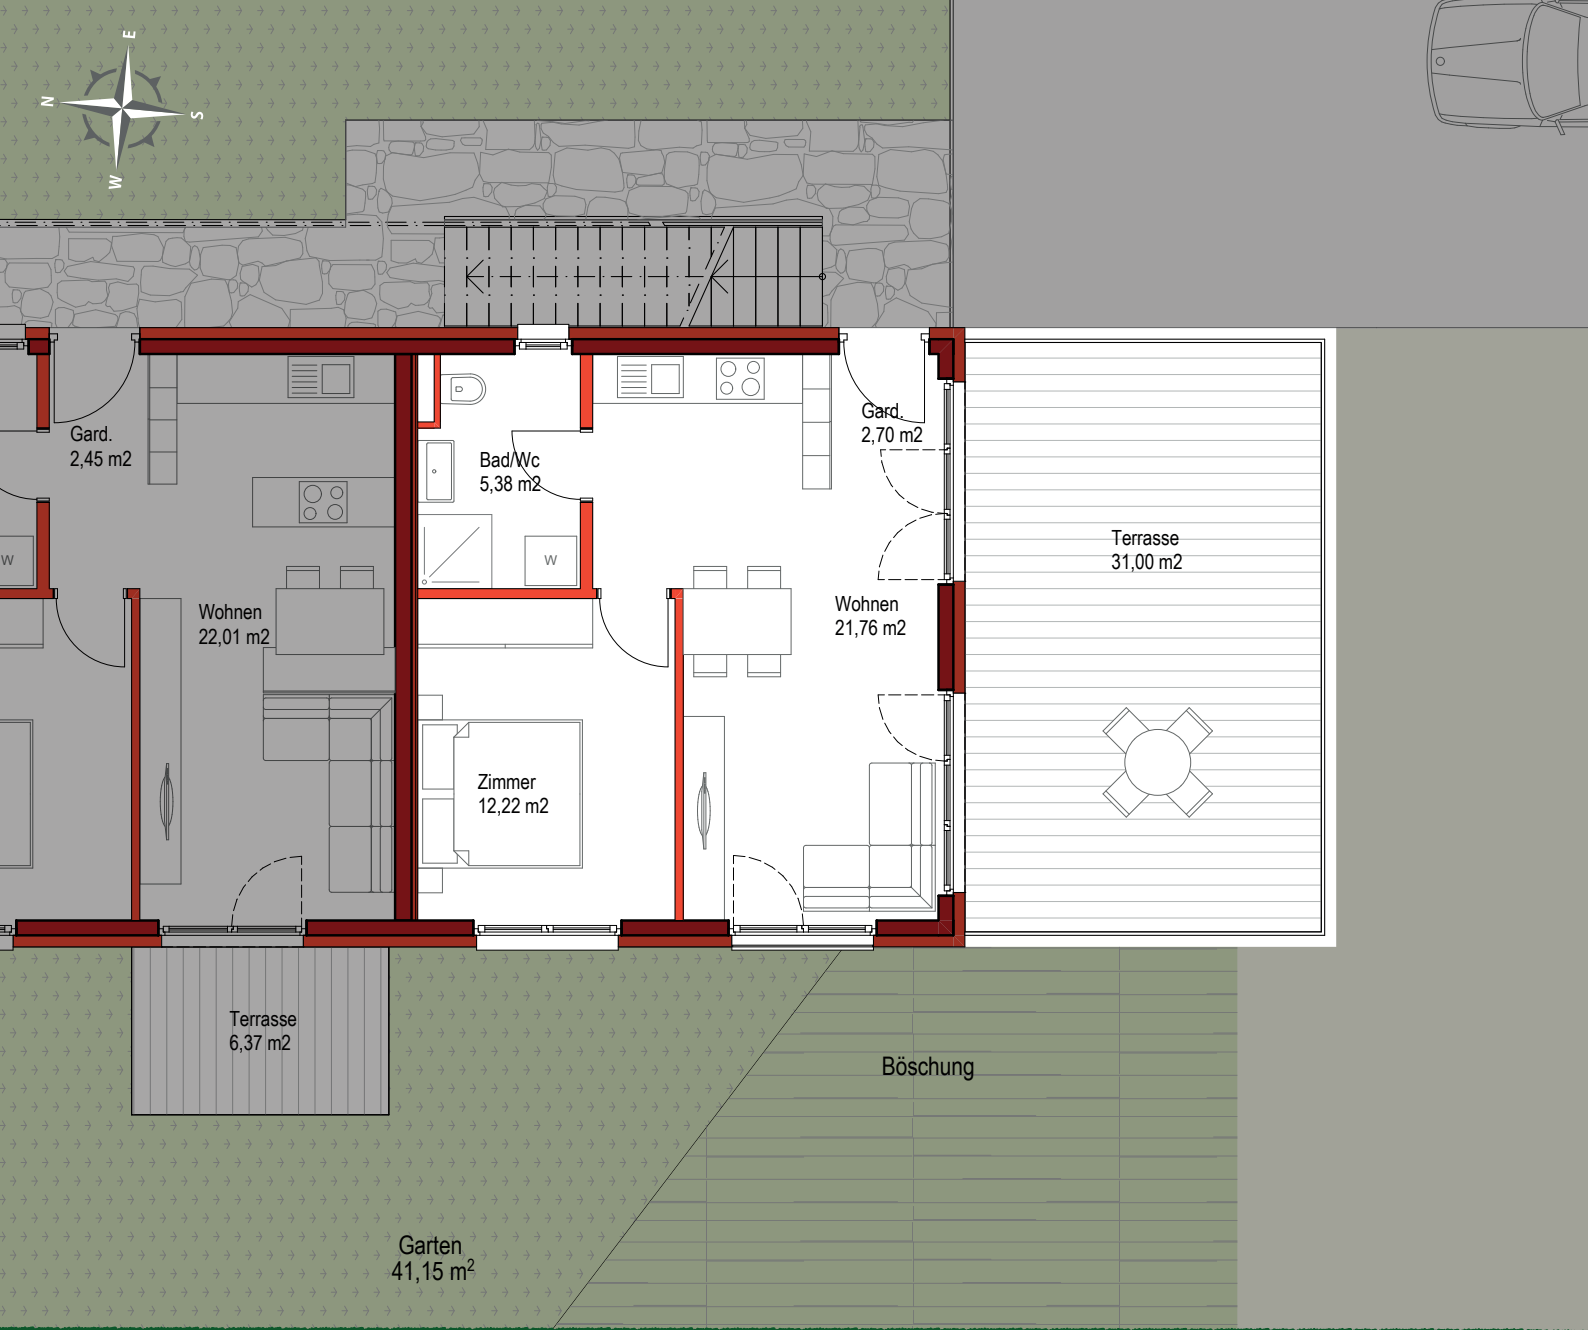 E
N
S
W
Gard.
2,45 m2
Gard.
2,70 m2
Bad/Wc
5,38 m2
W
W
Terrasse
31,00 m2
Wohnen
22,01 m2
Wohnen
21,76 m2
Zimmer
12,22 m2
Terrasse
6,37 m2
Böschung
Garten
41,15 m²